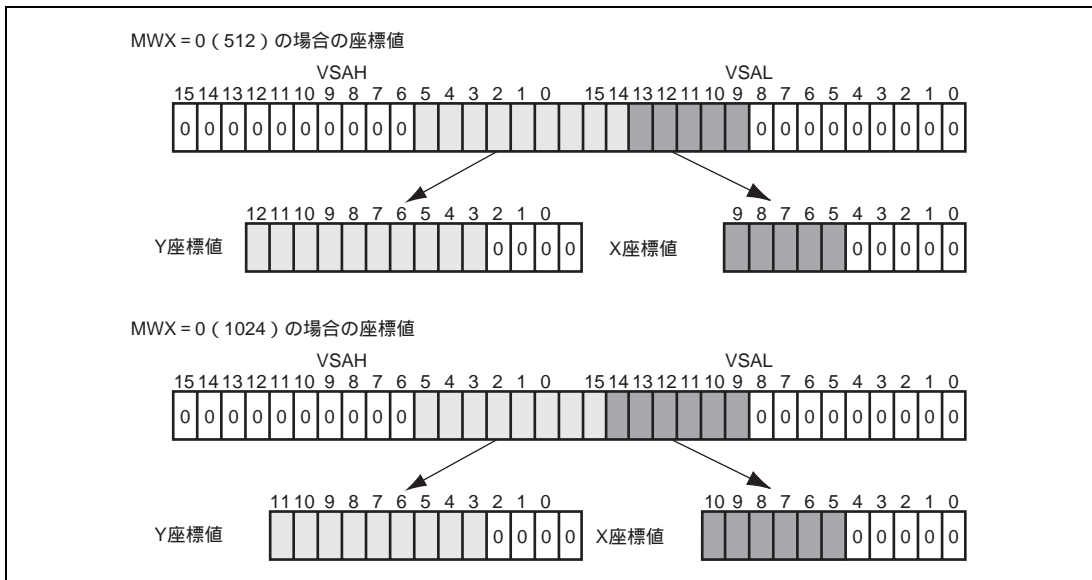 MWX = 0 ( 512 ) の場合の座標値
VSAH VSAL
15 14 13 12 11 10 9 8 7 6 5 4 3 2 1 0 15 14 13 12 11 10 9 8 7 6 5 4 3 2 1 0
0 0 0 0 0 0 0 0 0 0 0 0 0 0 0 0 0 0 0
12 11 10 9 8 7 6 5 4 3 2 1 0 9 8 7 6 5 4 3 2 1 0
Y座標値 0 0 0 0 X座標値 0 0 0 0 0
MWX = 0 ( 1024 ) の場合の座標値
VSAH VSAL
15 14 13 12 11 10 9 8 7 6 5 4 3 2 1 0 15 14 13 12 11 10 9 8 7 6 5 4 3 2 1 0
0 0 0 0 0 0 0 0 0 0 0 0 0 0 0 0 0 0 0
11 10 9 8 7 6 5 4 3 2 1 0 10 9 8 7 6 5 4 3 2 1 0
Y座標値 0 0 0 0 X座標値 0 0 0 0 0